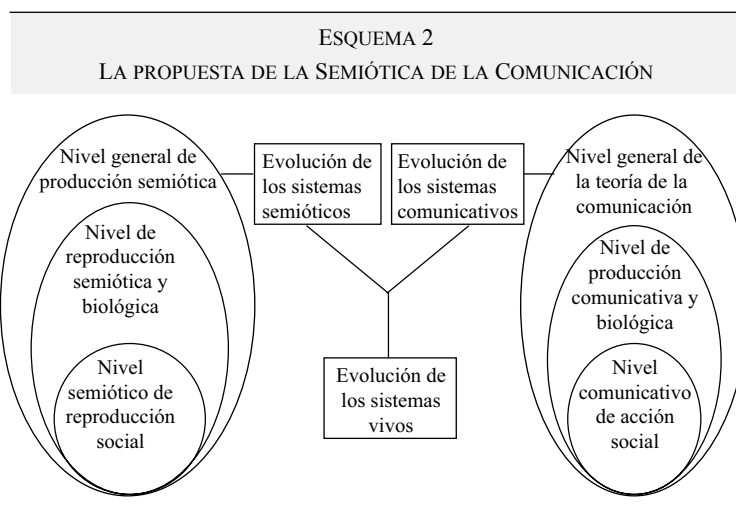 ESQUEMA 2
LA PROPUESTA DE LA SEMIÓTICA DE LA COMUNICACIÓN
Nivel general de
producción semiótica
Nivel de
reproducción
semiótica y
biológica
Nivel
semiótico de
reproducción
social
Evolución de
los sistemas
semióticos
Evolución de
los sistemas
comunicativos
Evolución de
los sistemas
vivos
Nivel general de
la teoría de la
comunicación
Nivel de
producción
comunicativa y
biológica
Nivel
comunicativo
de acción
social